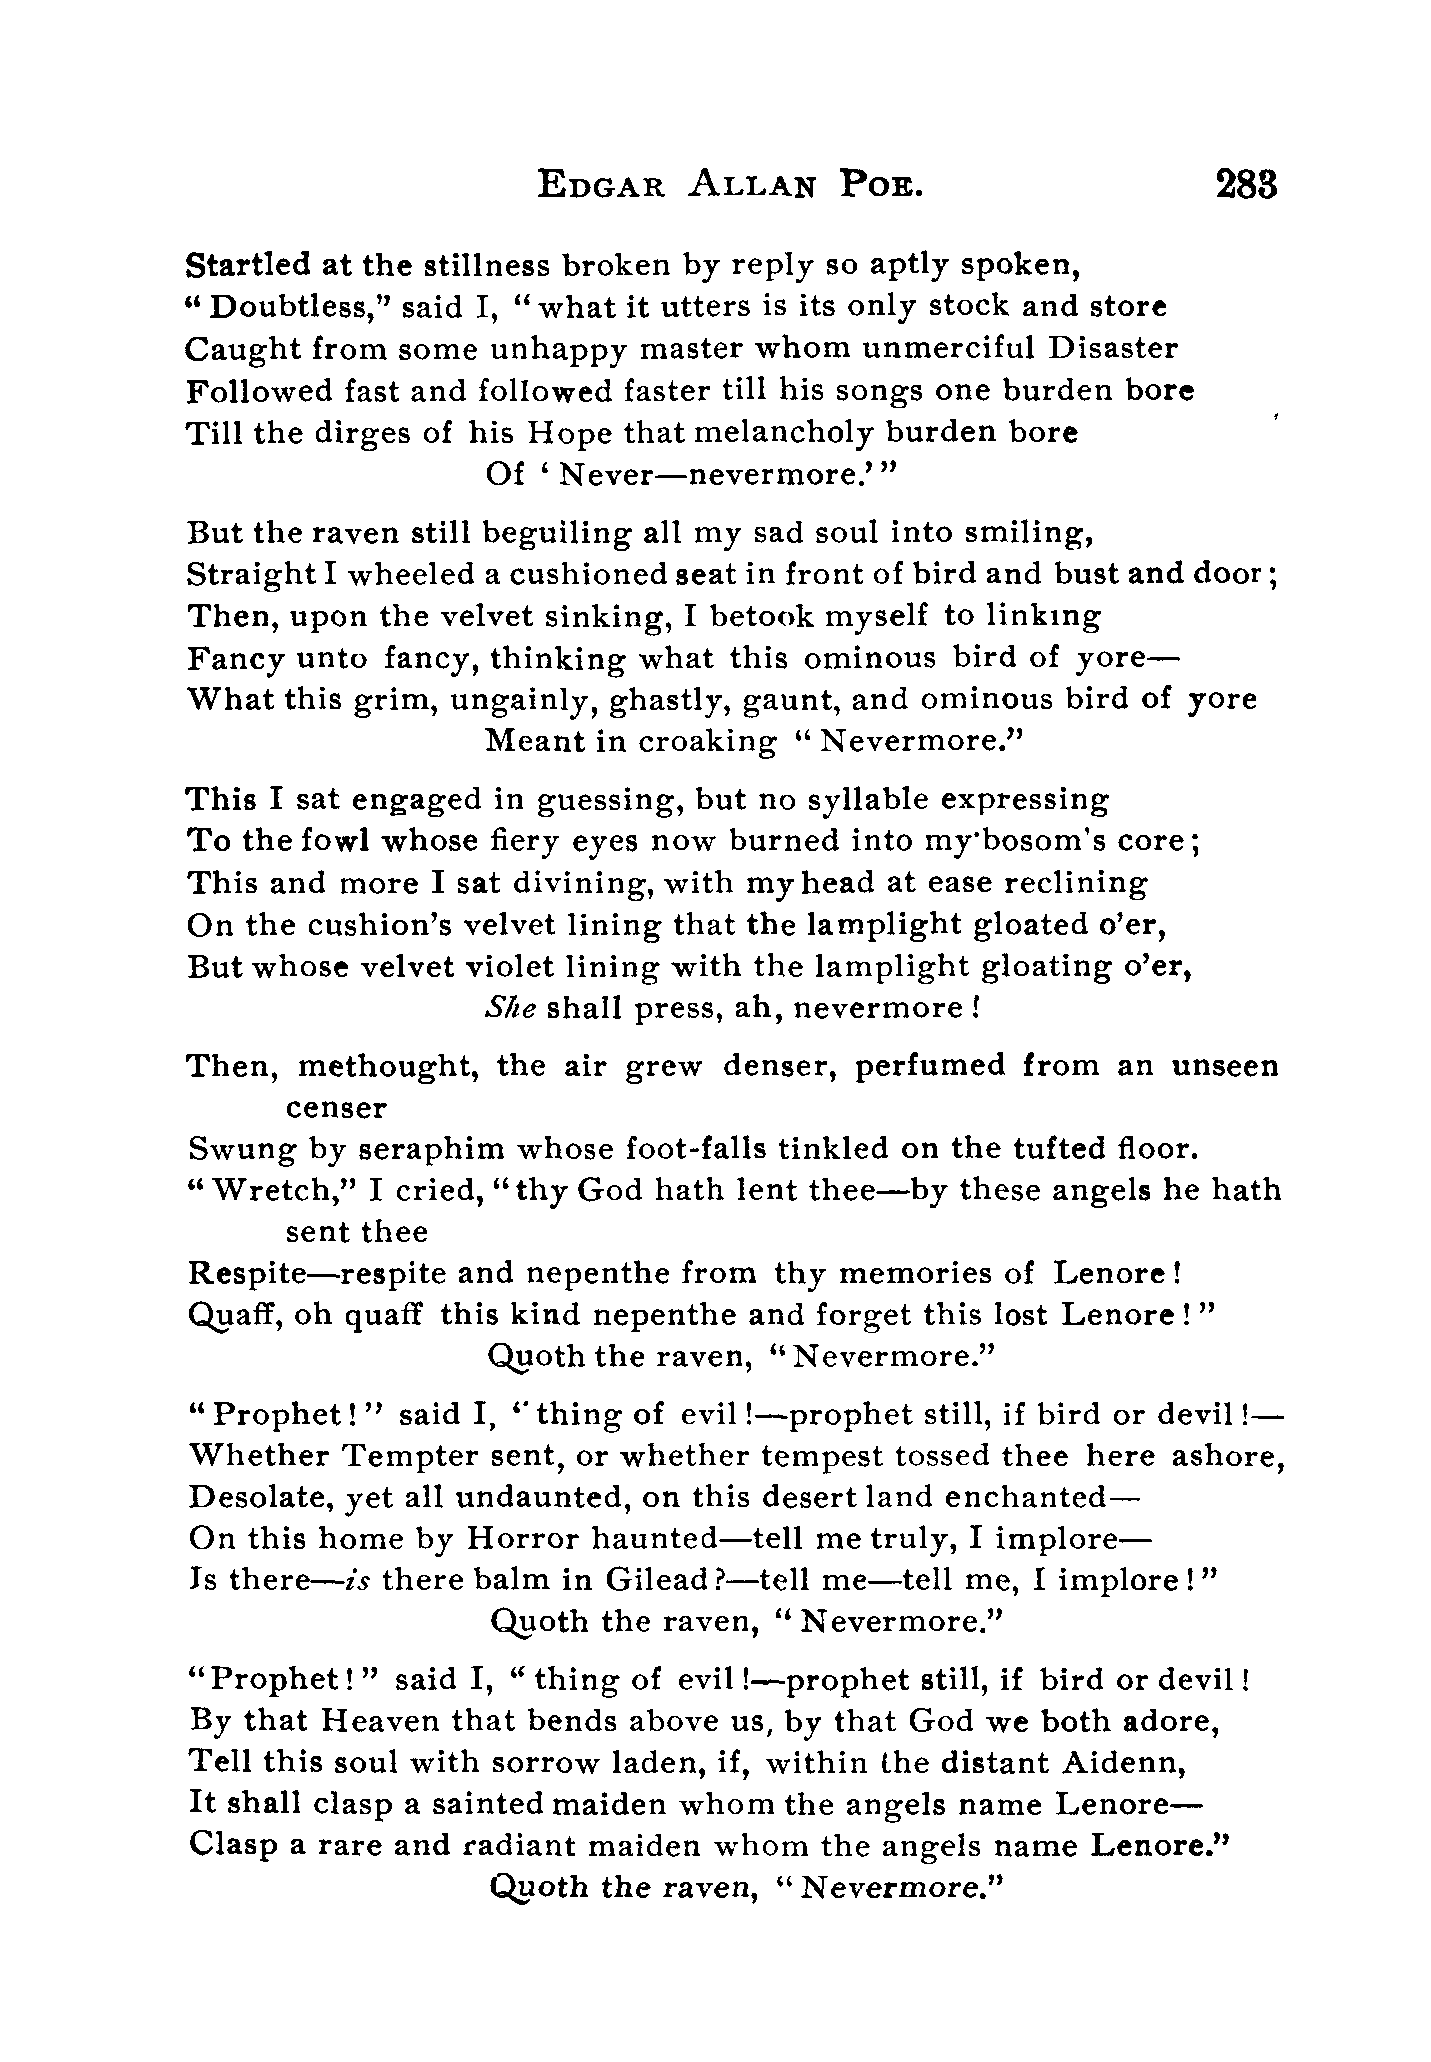 EDGAR ALLAN POE. 283
Startled at the stillness broken by reply so aptly spoken,
“Doubtless,” said I, “what it utters is its only stock and store
Caught from some unhappy master whom unmerciful Disaster
Followed fast and followed faster till his songs one burden bore
Till the dirges of his Hope that melancholy burden bore
Of ‘Never—nevermore.’”
But the raven still beguiling all my sad soul into smiling,
Straight I wheeled a cushioned seat in front of bird and bust and door;
Then, upon the velvet sinking, I betook myself to linking
Fancy unto fancy, thinking what this ominous bird of yore—
What this grim, ungainly, ghastly, gaunt, and ominous bird of yore
Meant in croaking “Nevermore.”
This I sat engaged in guessing, but no syllable expressing
To the fowl whose fiery eyes now burned into my bosom's core;
This and more I sat divining, with my head at ease reclining
On the cushion’s velvet lining that the lamplight gloated o’er,
But whose velvet violet lining with the lamplight gloating o’er,
She shall press, ah, nevermore!
Then, methought, the air grew denser, perfumed from an unseen
censer
Swung by seraphim whose foot-falls tinkled on the tufted floor.
“Wretch,” I cried, “thy God hath lent thee—by these angels he hath
sent thee
Respite—respite and nepenthe from thy memories of Lenore!
Quaff, oh quaff this kind nepenthe and forget this lost Lenore!”
Quoth the raven, “Nevermore.”
“Prophet!” said I, “thing of evil!—prophet still, if bird or devil!—
Whether Tempter sent, or whether tempest tossed thee here ashore,
Desolate, yet all undaunted, on this desert land enchanted—
On this home by Horror haunted—tell me truly, I implore—
Is there—is there balm in Gilead?—tell me—tell me, I implore!”
Quoth the raven, “Nevermore.”
“Prophet!” said I, “thing of evil!—prophet still, if bird or devil!
By that Heaven that bends above us, by that God we both adore,
Tell this soul with sorrow laden, if, within the distant Aidenn,
It shall clasp a sainted maiden whom the angels name Lenore—
Clasp a rare and radiant maiden whom the angels name Lenore.”
Quoth the raven, “Nevermore.”